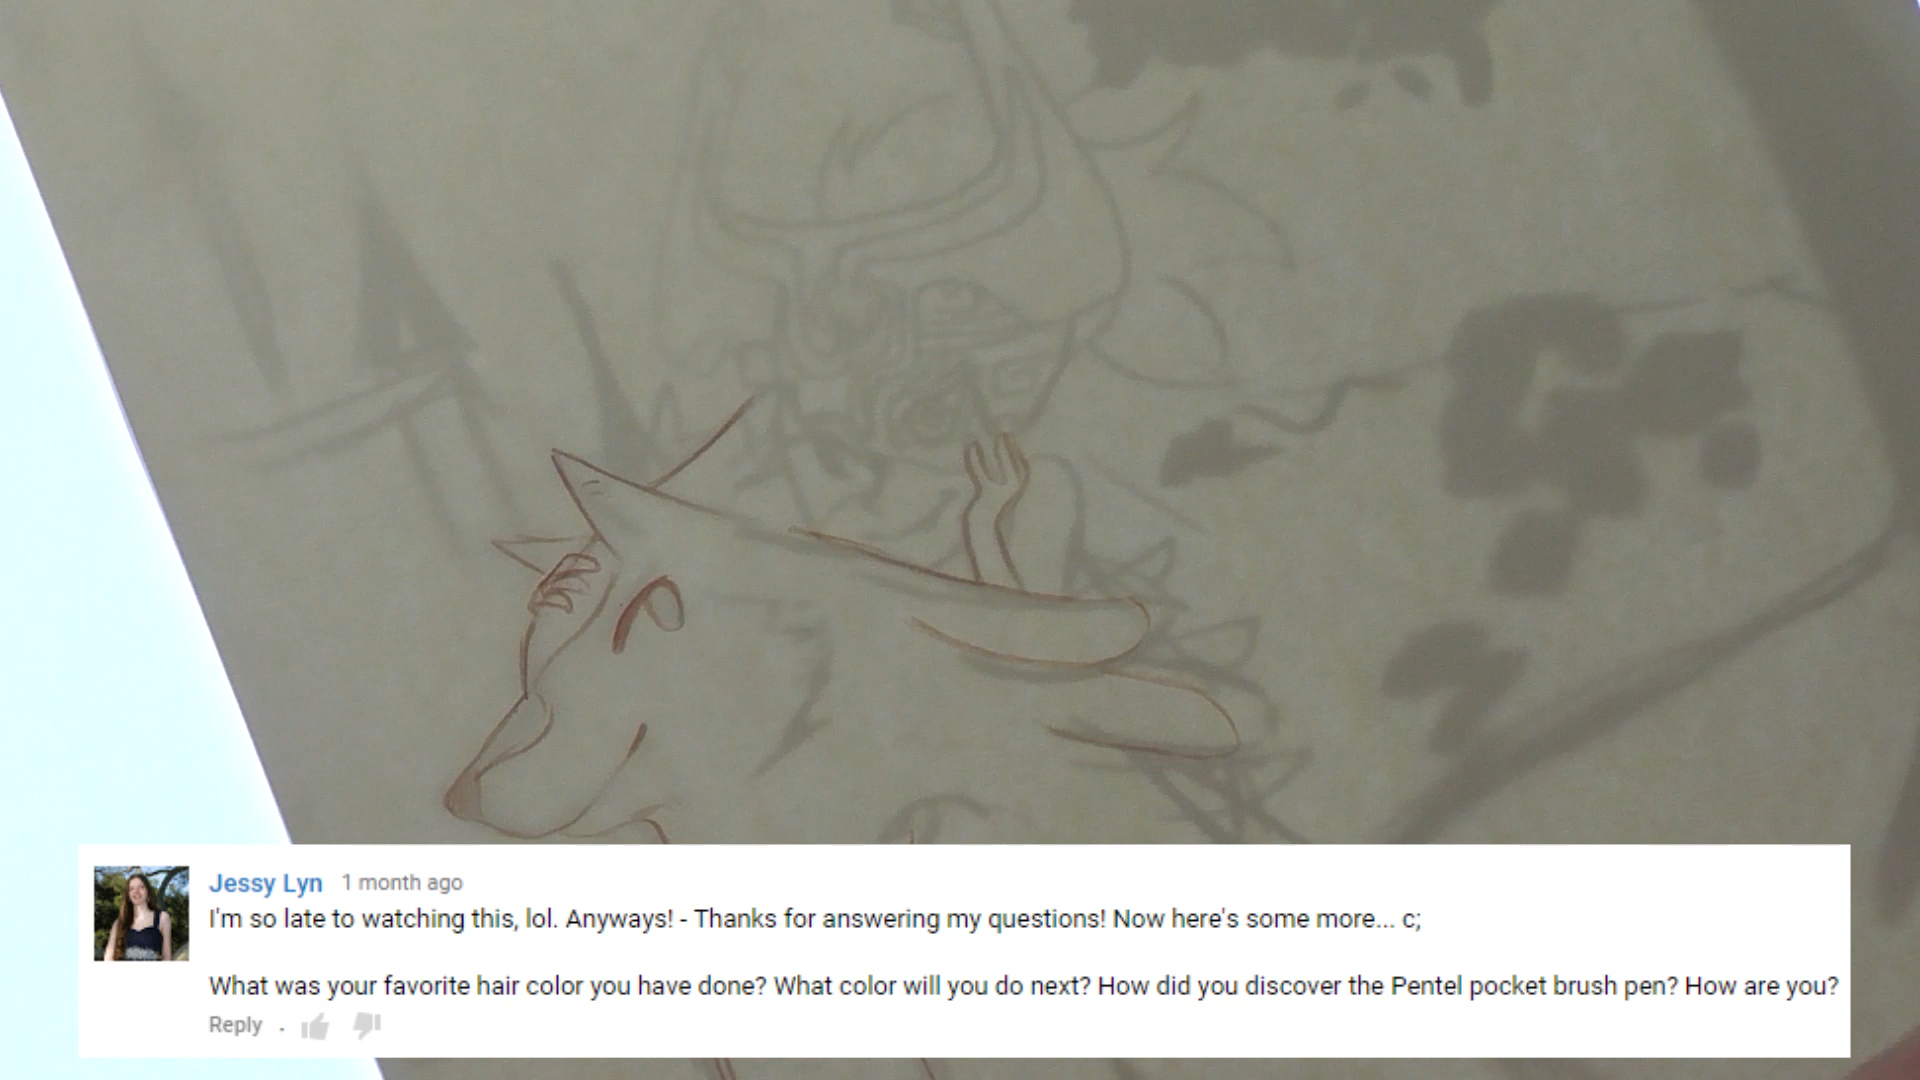 Jessy Lyn 1 month ago
I'm so late to watching this, lol. Anyways! - Thanks for answering my questions! Now here's some more... c;
What was your favorite hair color you have done? What color will you do next? How did you discover the Pentel pocket brush pen? How are you?
Reply .